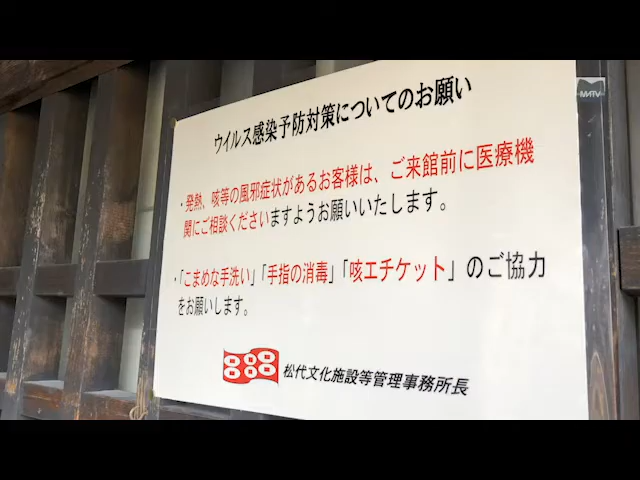 MATV
ウイルス感染予防対策についてのお願い
・発熱、咳等の風邪症状があるお客様は、ご来館前に医療機
関にご相談くださいますようお願いいたします。
・「こまめな手洗い」「手指の消毒」「咳エチケット」のご協力
をお願いします。
松代文化施設等管理事務所長